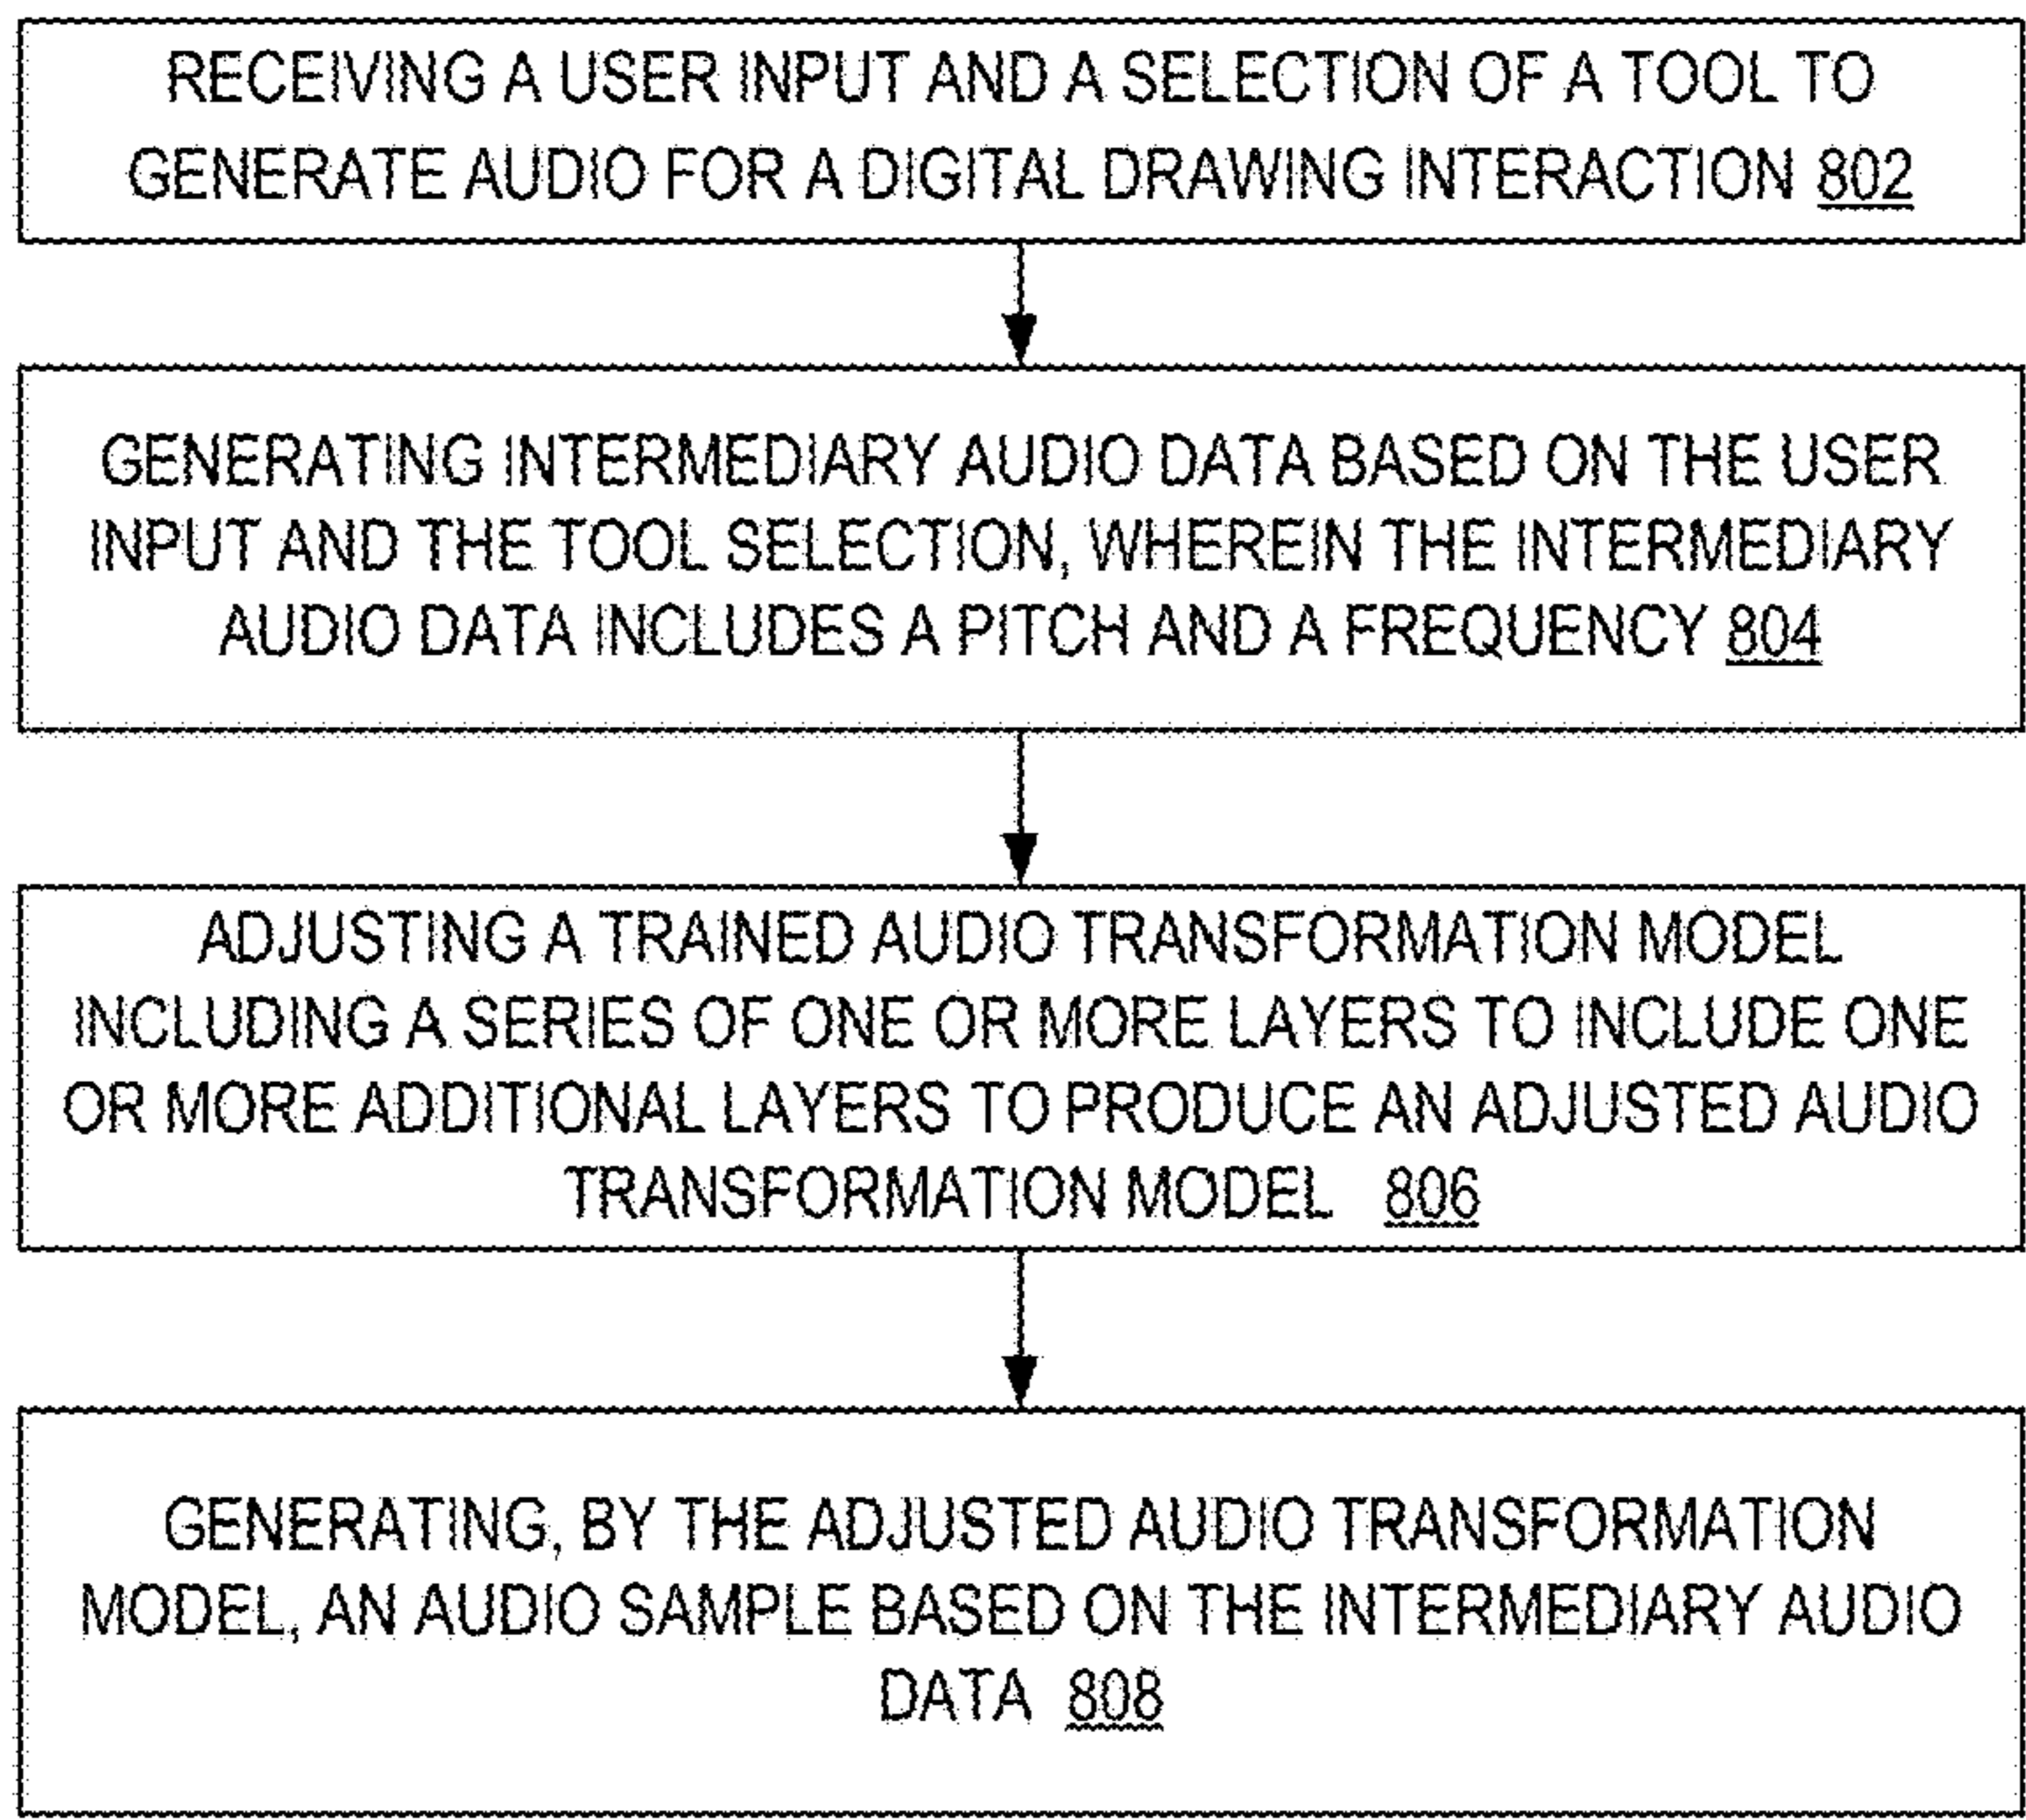 RECEIVING A USER INPUT AND A SELECTION OF A TOOL TO
GENERATE AUDIO FOR A DIGITAL DRAWING INTERACTION 802
GENERATING INTERMEDIARY AUDIO DATA BASED ON THE USER
INPUT AND THE TOOL SELECTION, WHEREIN THE INTERMEDIARY
AUDIO DATA INCLUDES A PITCH AND A FREQUENCY 804
ADJUSTING A TRAINED AUDIO TRANSFORMATION MODEL
INCLUDING A SERIES OF ONE OR MORE LAYERS TO INCLUDE ONE
OR MORE ADDITIONAL LAYERS TO PRODUCE AN ADJUSTED AUDIO
TRANSFORMATION MODEL 806
GENERATING, BY THE ADJUSTED AUDIO TRANSFORMATION
MODEL, AN AUDIO SAMPLE BASED ON THE INTERMEDIARY AUDIO
DATA 808